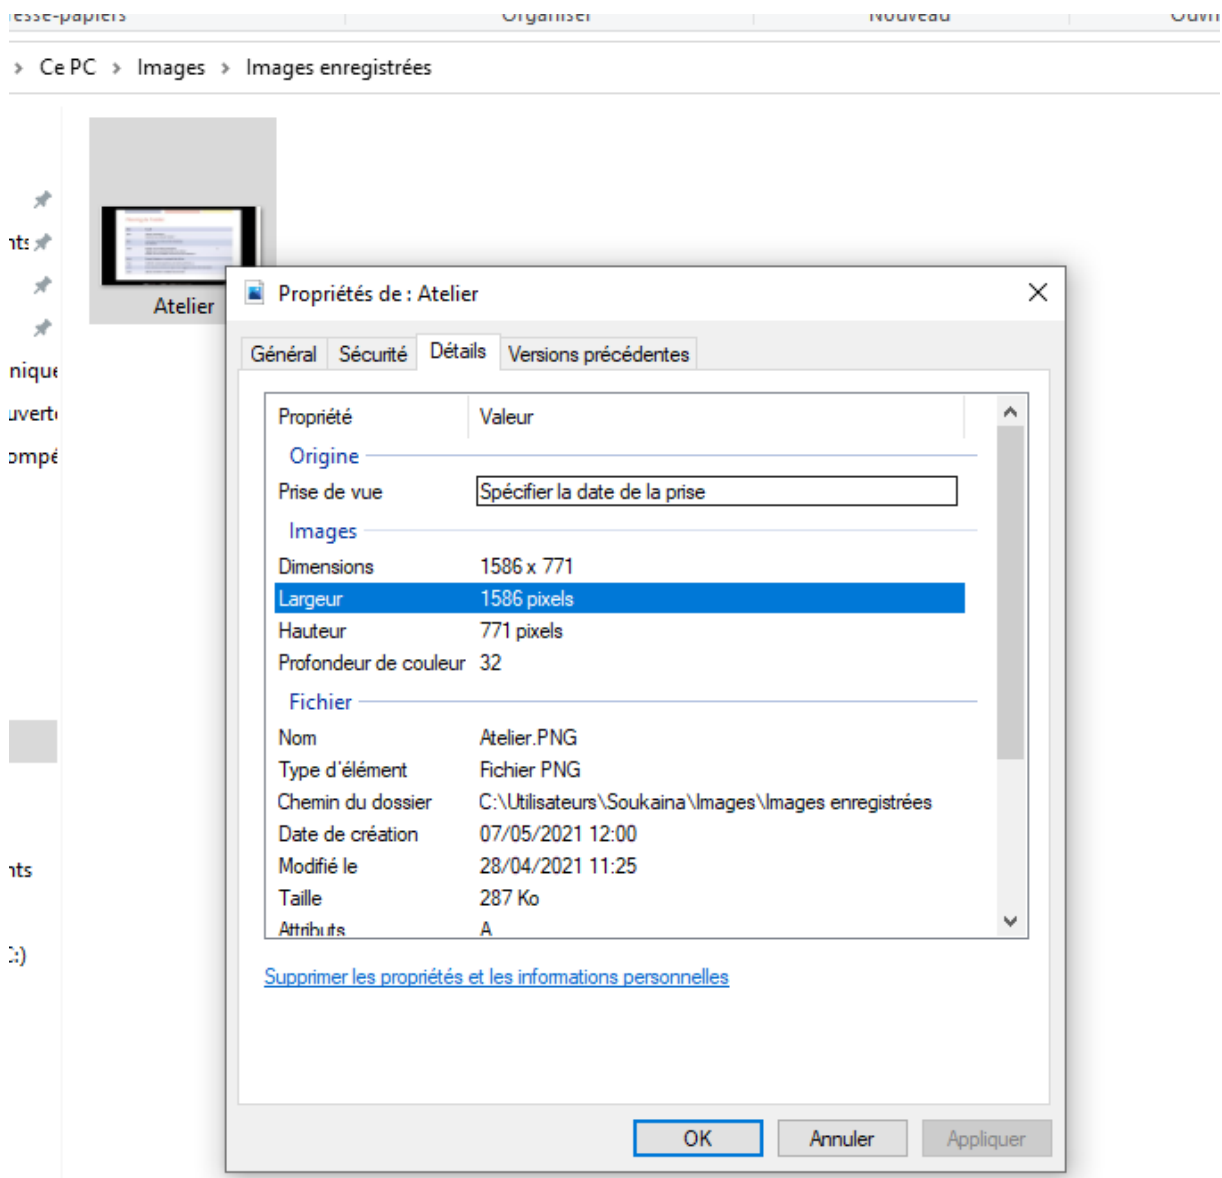 Organiser Nouveau
> Ce PC > Images > Images enregistrées
Atelier
Propriétés de : Atelier
Général Sécurité Détails Versions précédentes
Propriété Valeur
Origine
Prise de vue Spécifier la date de la prise
Images
Dimensions 1586 x 771
Largeur 1586 pixels
Hauteur 771 pixels
Profondeur de couleur 32
Fichier
Nom Atelier.PNG
Type d'élément Fichier PNG
Chemin du dossier C:\Utilisateurs\Soukaina\Images\Images enregistrées
Date de création 07/05/2021 12:00
Modifié le 28/04/2021 11:25
Taille 287 Ko
Attributs A
Supprimer les propriétés et les informations personnelles
OK Annuler Appliquer